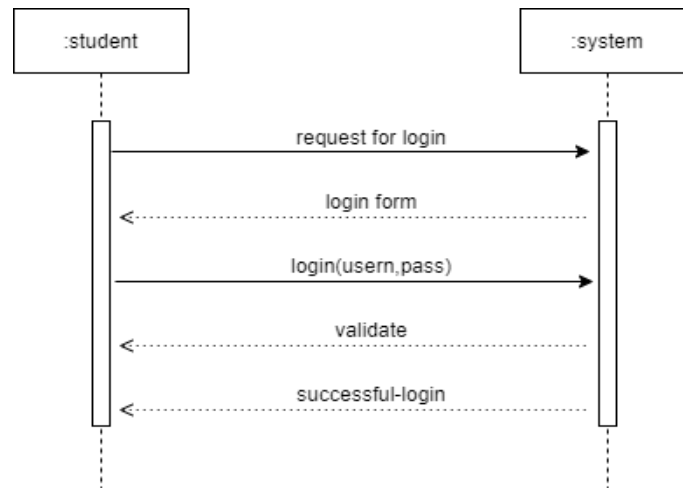 :student
:system
request for login
login form
login(usern,pass)
validate
successful-login